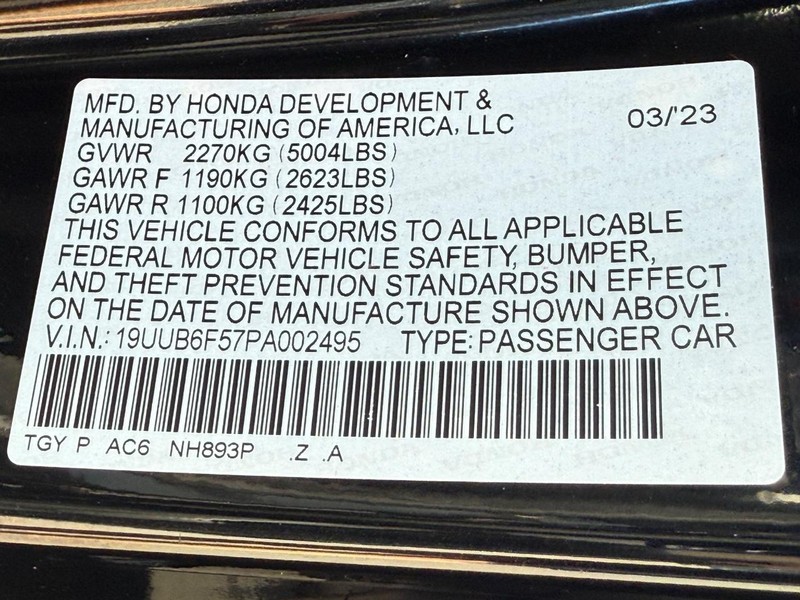 MFD. BY HONDA DEVELOPMENT &
MANUFACTURING OF AMERICA, LLC 03/'23
GVWR 2270KG (5004LBS)
GAWR F 1190KG (2623LBS)
GAWR R 1100KG (2425LBS)
THIS VEHICLE CONFORMS TO ALL APPLICABLE
FEDERAL MOTOR VEHICLE SAFETY, BUMPER,
AND THEFT PREVENTION STANDARDS IN EFFECT
ON THE DATE OF MANUFACTURE SHOWN ABOVE.
V.I.N.: 19UUB6F57PA002495 TYPE: PASSENGER CAR
TGY P AC6 NH893P .Z .A